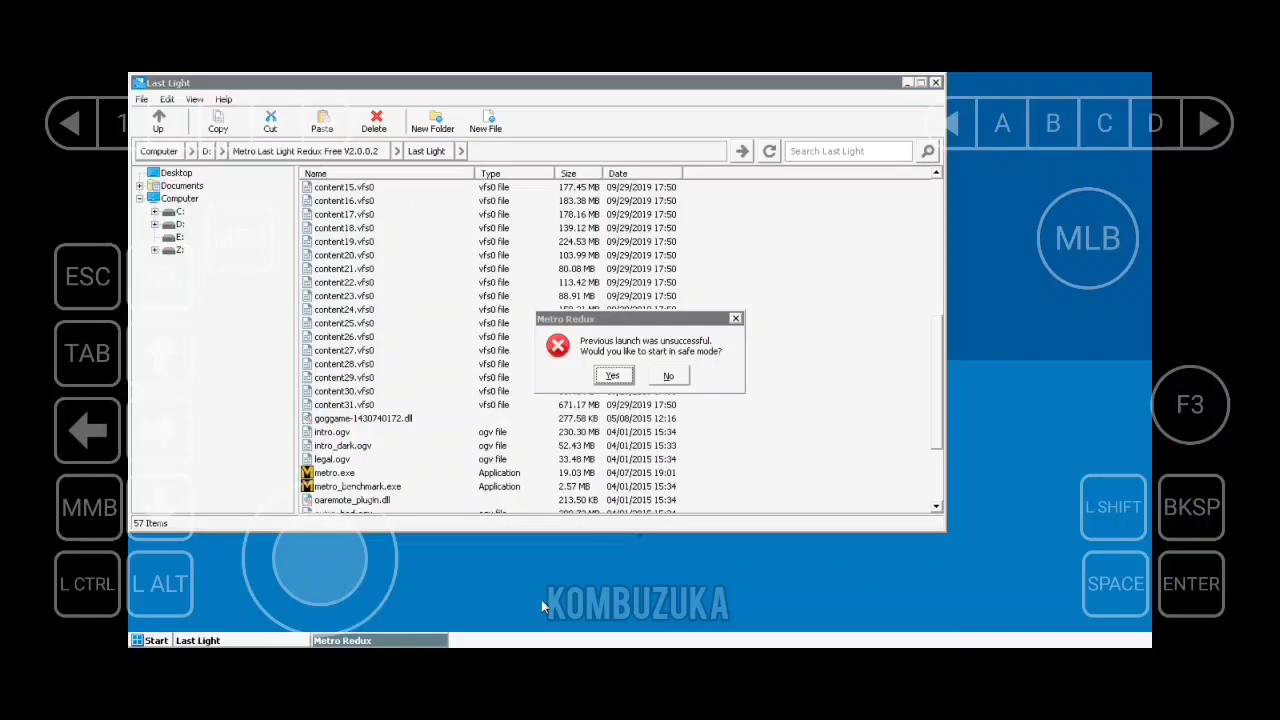 Last Light
File Edit View Help
Up Copy Cut Paste Delete New Folder New File
Computer D: Metro Last Light Redux Free V2.0.0.2 Last Light Search Last Light
Desktop
Documents
Computer
C:
D:
E:
Z:
Name Type Size Date
content15.vfs0 vfs0 file 177.45 MB 09/29/2019 17:50
content16.vfs0 vfs0 file 183.38 MB 09/29/2019 17:50
content17.vfs0 vfs0 file 178.16 MB 09/29/2019 17:50
content18.vfs0 vfs0 file 139.12 MB 09/29/2019 17:50
content19.vfs0 vfs0 file 224.53 MB 09/29/2019 17:50
content20.vfs0 vfs0 file 103.99 MB 09/29/2019 17:50
content21.vfs0 vfs0 file 80.08 MB 09/29/2019 17:50
content22.vfs0 vfs0 file 113.42 MB 09/29/2019 17:50
content23.vfs0 vfs0 file 88.91 MB 09/29/2019 17:50
content24.vfs0 vfs0 file
content25.vfs0 vfs0 file
content26.vfs0 vfs0 file
content27.vfs0 vfs0 file
content28.vfs0 vfs0 file
content29.vfs0 vfs0 file
content30.vfs0 vfs0 file
content31.vfs0 vfs0 file 671.17 MB 09/29/2019 17:50
goggame-1430740172.dll 277.58 KB 05/08/2015 12:16
intro.ogv ogv file 230.30 MB 04/01/2015 15:34
intro_dark.ogv ogv file 52.43 MB 04/01/2015 15:33
legal.ogv ogv file 33.48 MB 04/01/2015 15:34
metro.exe Application 19.03 MB 04/07/2015 19:01
metro_benchmark.exe Application 2.57 MB 04/01/2015 15:34
oaremote_plugin.dll 213.50 KB 04/01/2015 15:34
57 Items
Metro Redux
Previous launch was unsuccessful.
Would you like to start in safe mode?
Yes No
Start Last Light Metro Redux
KOMBUZUKA
1
A B C D
MLB
ESC
TAB
F3
MMB
L SHIFT BKSP
L CTRL L ALT
SPACE ENTER